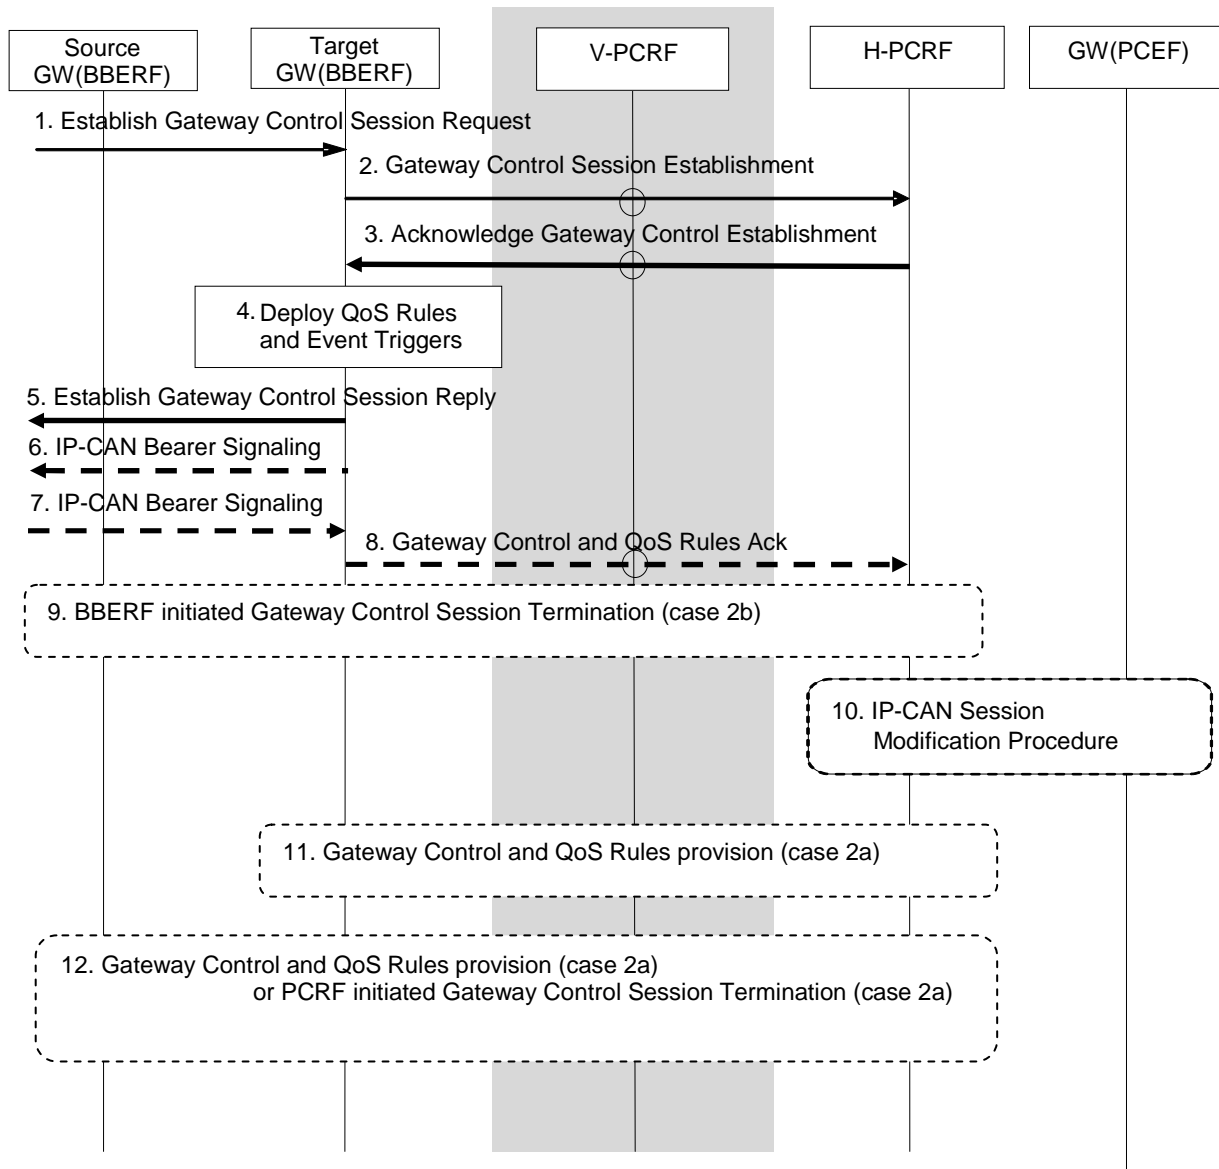 Source
GW(BBERF)
Target
GW(BBERF)
V-PCRF
H-PCRF
GW(PCEF)
1. Establish Gateway Control Session Request
2. Gateway Control Session Establishment
3. Acknowledge Gateway Control Establishment
4. Deploy QoS Rules
and Event Triggers
5. Establish Gateway Control Session Reply
6. IP-CAN Bearer Signaling
7. IP-CAN Bearer Signaling
8. Gateway Control and QoS Rules Ack
9. BBERF initiated Gateway Control Session Termination (case 2b)
10. IP-CAN Session
Modification Procedure
11. Gateway Control and QoS Rules provision (case 2a)
12. Gateway Control and QoS Rules provision (case 2a)
or PCRF initiated Gateway Control Session Termination (case 2a)